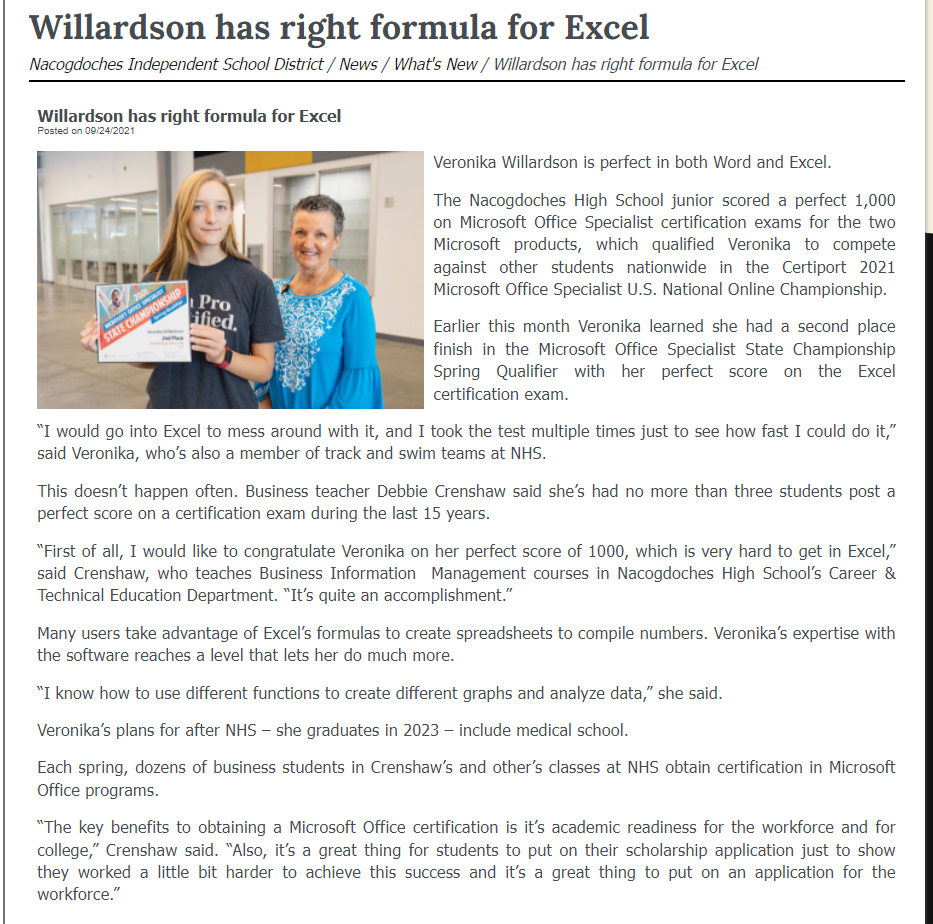 Willardson has right formula for Excel
Nacogdoches Independent School District / News / What's New / Willardson has right formula for Excel
Willardson has right formula for Excel
Posted on 09/24/2021
2021
MICROSOFT OFFICE SPECIALIST
STATE CHAMPIONSHIP
Spring Qualifier
Veronika Willardson
2nd Place
Pro
ified.
Veronika Willardson is perfect in both Word and Excel.
The Nacogdoches High School junior scored a perfect 1,000
on Microsoft Office Specialist certification exams for the two
Microsoft products, which qualified Veronika to compete
against other students nationwide in the Certiport 2021
Microsoft Office Specialist U.S. National Online Championship.
Earlier this month Veronika learned she had a second place
finish in the Microsoft Office Specialist State Championship
Spring Qualifier with her perfect score on the Excel
certification exam.
“I would go into Excel to mess around with it, and I took the test multiple times just to see how fast I could do it,”
said Veronika, who’s also a member of track and swim teams at NHS.
This doesn’t happen often. Business teacher Debbie Crenshaw said she’s had no more than three students post a
perfect score on a certification exam during the last 15 years.
“First of all, I would like to congratulate Veronika on her perfect score of 1000, which is very hard to get in Excel,”
said Crenshaw, who teaches Business Information  Management courses in Nacogdoches High School’s Career &
Technical Education Department. “It’s quite an accomplishment.”
Many users take advantage of Excel’s formulas to create spreadsheets to compile numbers. Veronika’s expertise with
the software reaches a level that lets her do much more.
“I know how to use different functions to create different graphs and analyze data,” she said.
Veronika’s plans for after NHS – she graduates in 2023 – include medical school.
Each spring, dozens of business students in Crenshaw’s and other’s classes at NHS obtain certification in Microsoft
Office programs.
“The key benefits to obtaining a Microsoft Office certification is it’s academic readiness for the workforce and for
college,” Crenshaw said. “Also, it’s a great thing for students to put on their scholarship application just to show
they worked a little bit harder to achieve this success and it’s a great thing to put on an application for the
workforce.”